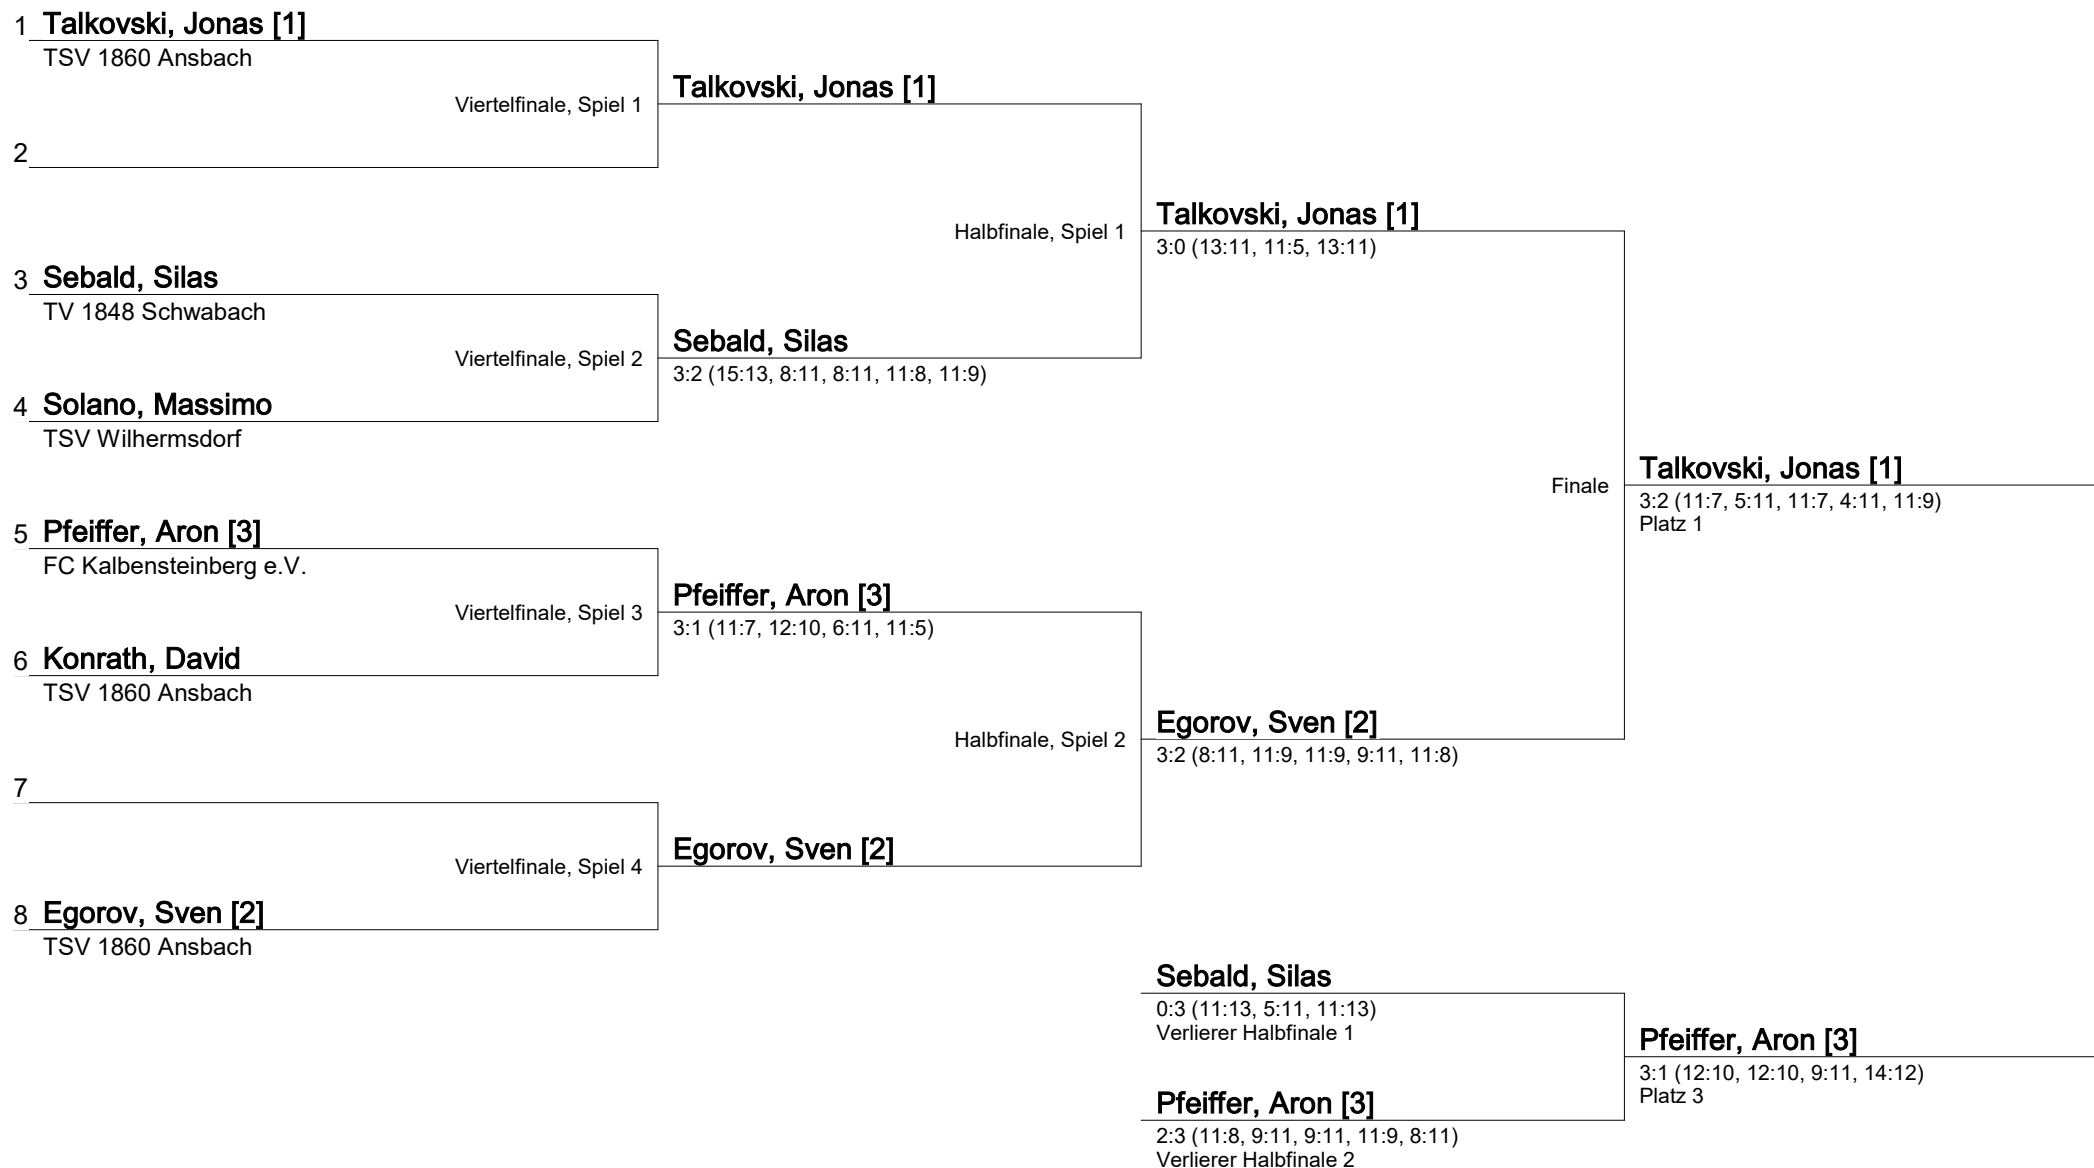 1 Talkovski, Jonas [1]
TSV 1860 Ansbach
Viertelfinale, Spiel 1
Talkovski, Jonas [1]
2
Halbfinale, Spiel 1
Talkovski, Jonas [1]
3:0 (13:11, 11:5, 13:11)
3 Sebald, Silas
TV 1848 Schwabach
Viertelfinale, Spiel 2
Sebald, Silas
3:2 (15:13, 8:11, 8:11, 11:8, 11:9)
4 Solano, Massimo
TSV Wilhermsdorf
Finale
Talkovski, Jonas [1]
3:2 (11:7, 5:11, 11:7, 4:11, 11:9)
Platz 1
5 Pfeiffer, Aron [3]
FC Kalbensteinberg e.V.
Viertelfinale, Spiel 3
Pfeiffer, Aron [3]
3:1 (11:7, 12:10, 6:11, 11:5)
6 Konrath, David
TSV 1860 Ansbach
Halbfinale, Spiel 2
Egorov, Sven [2]
3:2 (8:11, 11:9, 11:9, 9:11, 11:8)
7
Viertelfinale, Spiel 4
Egorov, Sven [2]
8 Egorov, Sven [2]
TSV 1860 Ansbach
Sebald, Silas
0:3 (11:13, 5:11, 11:13)
Verlierer Halbfinale 1
Pfeiffer, Aron [3]
3:1 (12:10, 12:10, 9:11, 14:12)
Platz 3
Pfeiffer, Aron [3]
2:3 (11:8, 9:11, 9:11, 11:9, 8:11)
Verlierer Halbfinale 2